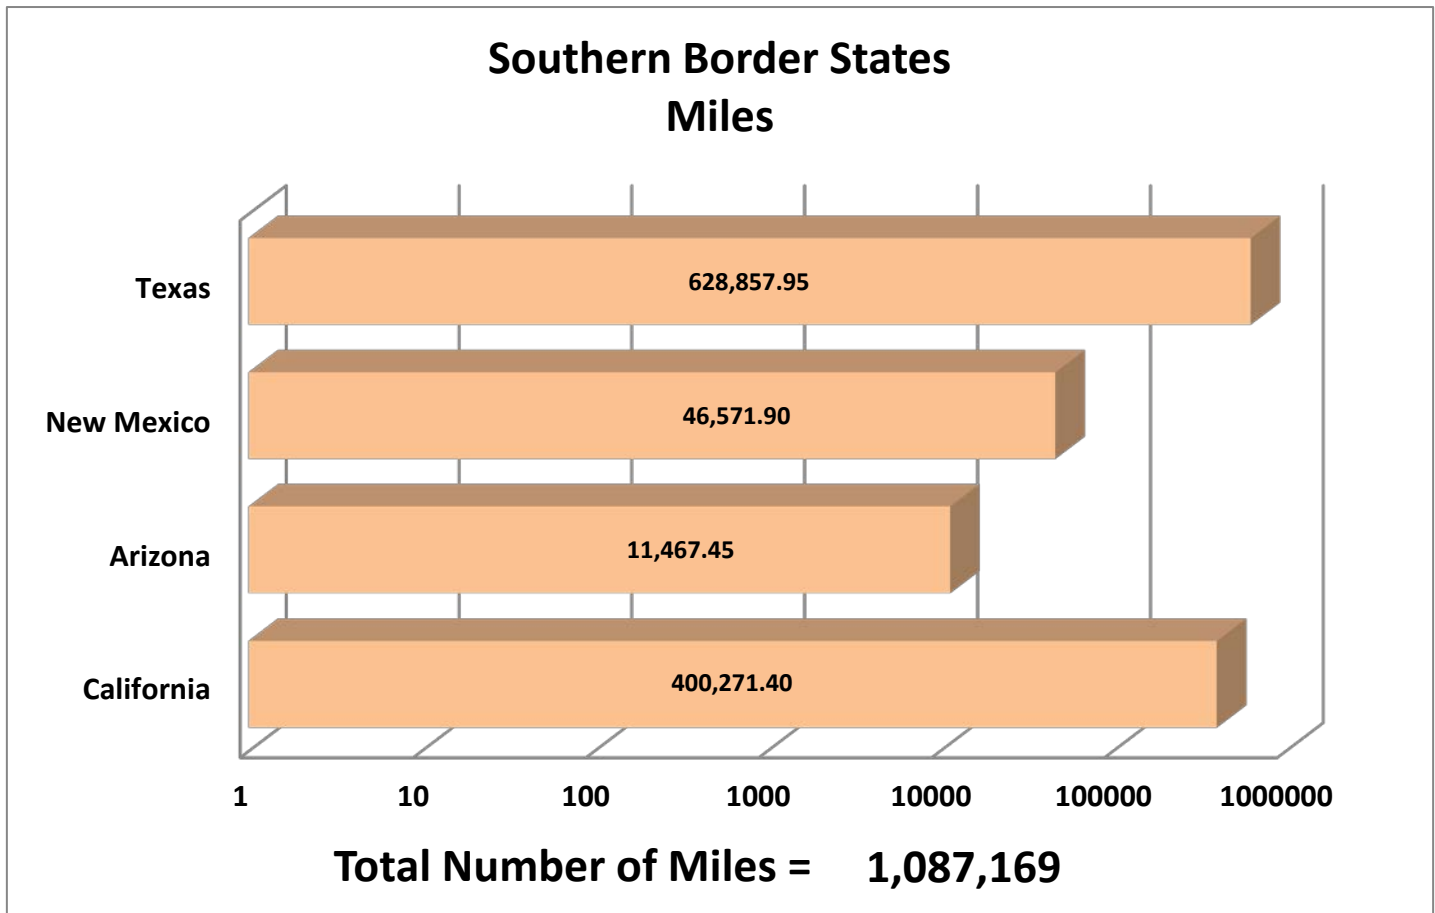 Southern Border States
Miles
Texas
628,857.95
New Mexico
46,571.90
Arizona
11,467.45
California
400,271.40
1 10 100 1000 10000 100000 1000000
Total Number of Miles = 1,087,169